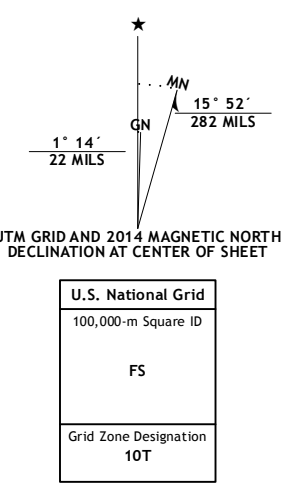 ★
MN
GN
15° 52´
282 MILS
1° 14´
22 MILS
UTM GRID AND 2014 MAGNETIC NORTH
DECLINATION AT CENTER OF SHEET
U.S. National Grid
100,000-m Square ID
FS
Grid Zone Designation
10T